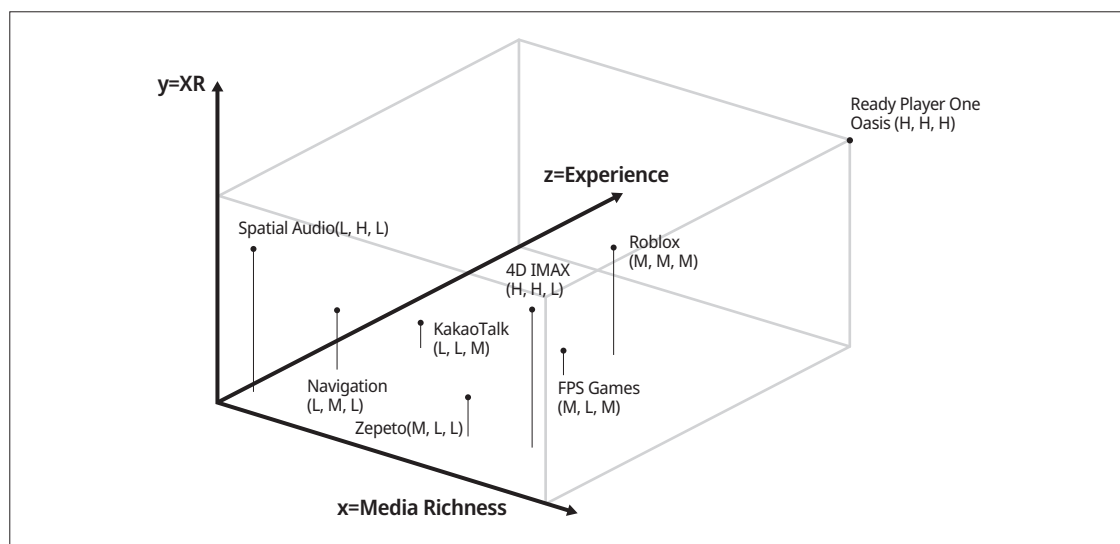 y=XR
Ready Player One
Oasis (H, H, H)
z=Experience
Spatial Audio(L, H, L)
Roblox
(M, M, M)
4D IMAX
(H, H, L)
KakaoTalk
(L, L, M)
Navigation
(L, M, L)
FPS Games
(M, L, M)
Zepeto(M, L, L)
x=Media Richness